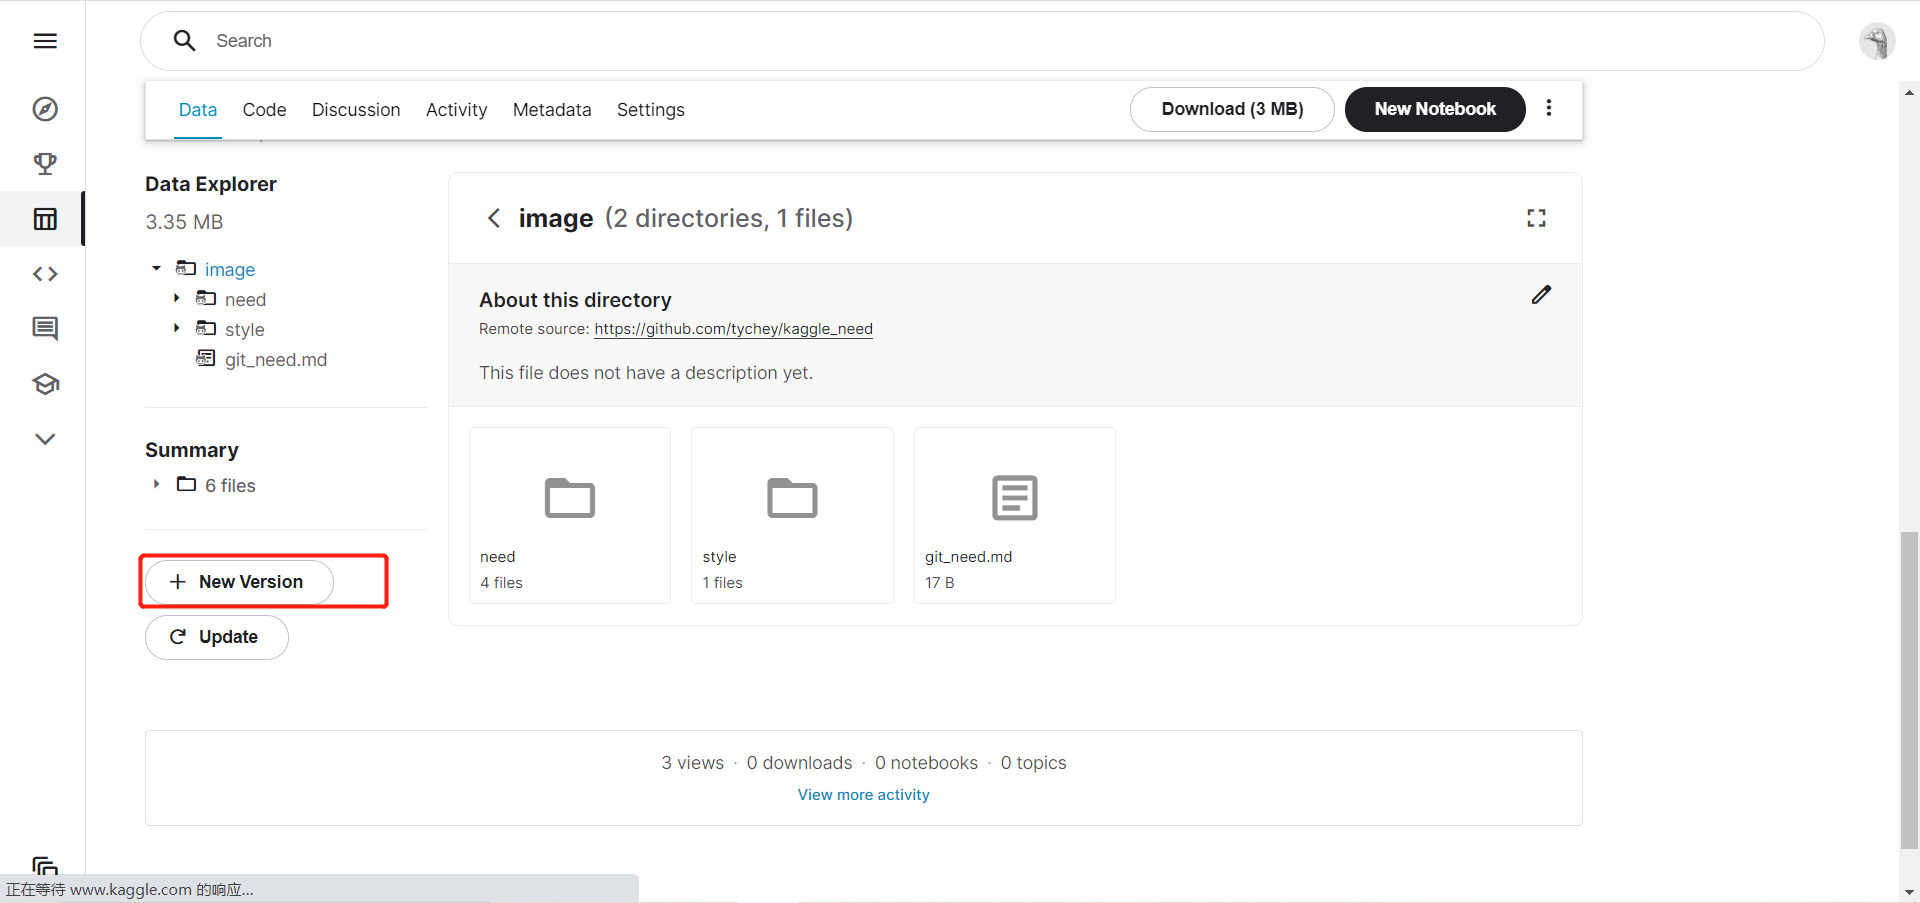 Search
Data Code Discussion Activity Metadata Settings Download (3 MB) New Notebook
Data Explorer
3.35 MB
image
need
style
git_need.md
Summary
6 files
New Version
Update
image (2 directories, 1 files)
About this directory
Remote source: https://github.com/tychey/kaggle_need
This file does not have a description yet.
need
4 files
style
1 files
git_need.md
17 B
3 views · 0 downloads · 0 notebooks · 0 topics
View more activity
正在等待 www.kaggle.com 的响应...